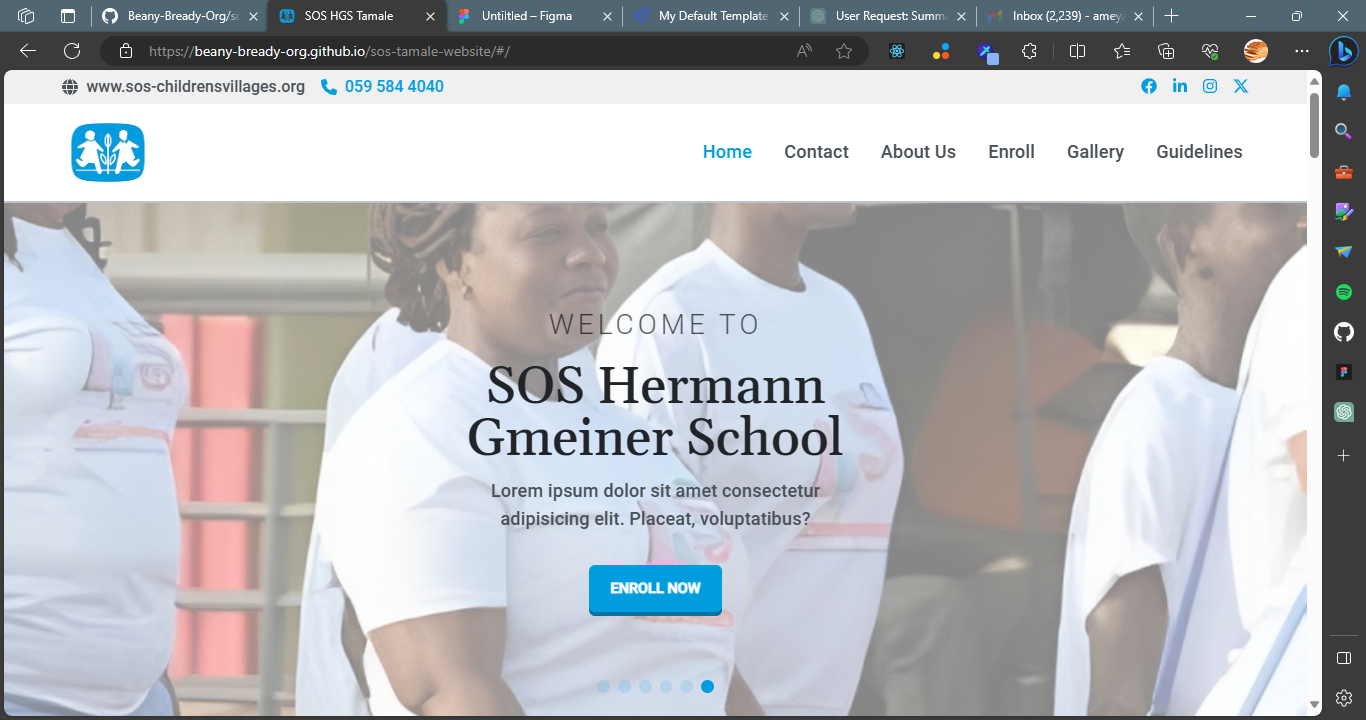 Beany-Bready-Org/so
SOS HGS Tamale
Untitled – Figma
My Default Template
User Request: Summa
Inbox (2,239) - ameya
https://beany-bready-org.github.io/sos-tamale-website/#/
www.sos-childrensvillages.org
059 584 4040
Home
Contact
About Us
Enroll
Gallery
Guidelines
WELCOME TO
SOS Hermann
Gmeiner School
Lorem ipsum dolor sit amet consectetur
adipisicing elit. Placeat, voluptatibus?
ENROLL NOW